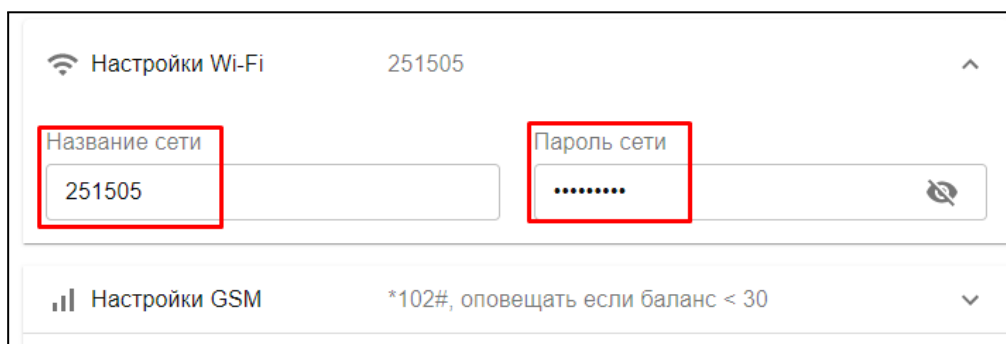 Настройки Wi-Fi 251505
Название сети Пароль сети
251505 •••••••••
Настройки GSM *102#, оповещать если баланс < 30